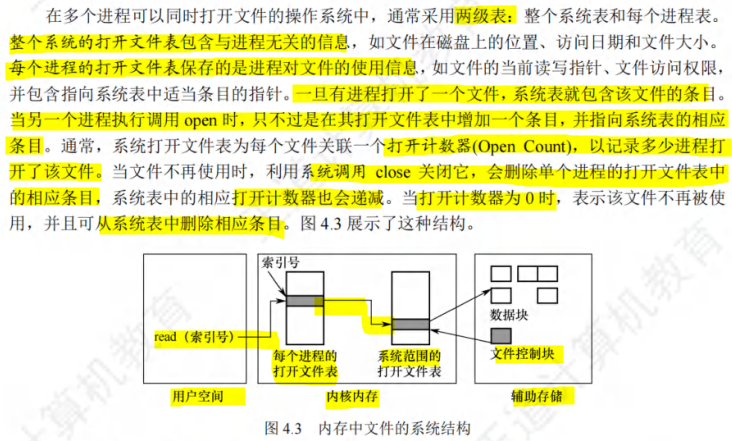 在多个进程可以同时打开文件的操作系统中，通常采用两级表：整个系统表和每个进程表。
整个系统的打开文件表包含与进程无关的信息，如文件在磁盘上的位置、访问日期和文件大小。
每个进程的打开文件表保存的是进程对文件的使用信息，如文件的当前读写指针、文件访问权限，
并包含指向系统表中适当条目的指针。一旦有进程打开了一个文件，系统表就包含该文件的条目。
当另一个进程执行调用 open 时，只不过是在其打开文件表中增加一个条目，并指向系统表的相应
条目。通常，系统打开文件表为每个文件关联一个打开计数器(Open Count)，以记录多少进程打
开了该文件。当文件不再使用时，利用系统调用 close 关闭它，会删除单个进程的打开文件表中
的相应条目，系统表中的相应打开计数器也会递减。当打开计数器为 0 时，表示该文件不再被使
用，并且可从系统表中删除相应条目。图 4.3 展示了这种结构。
索引号
read（索引号）
每个进程的
打开文件表
系统范围的
打开文件表
数据块
文件控制块
用户空间
内核内存
辅助存储
图 4.3 内存中文件的系统结构